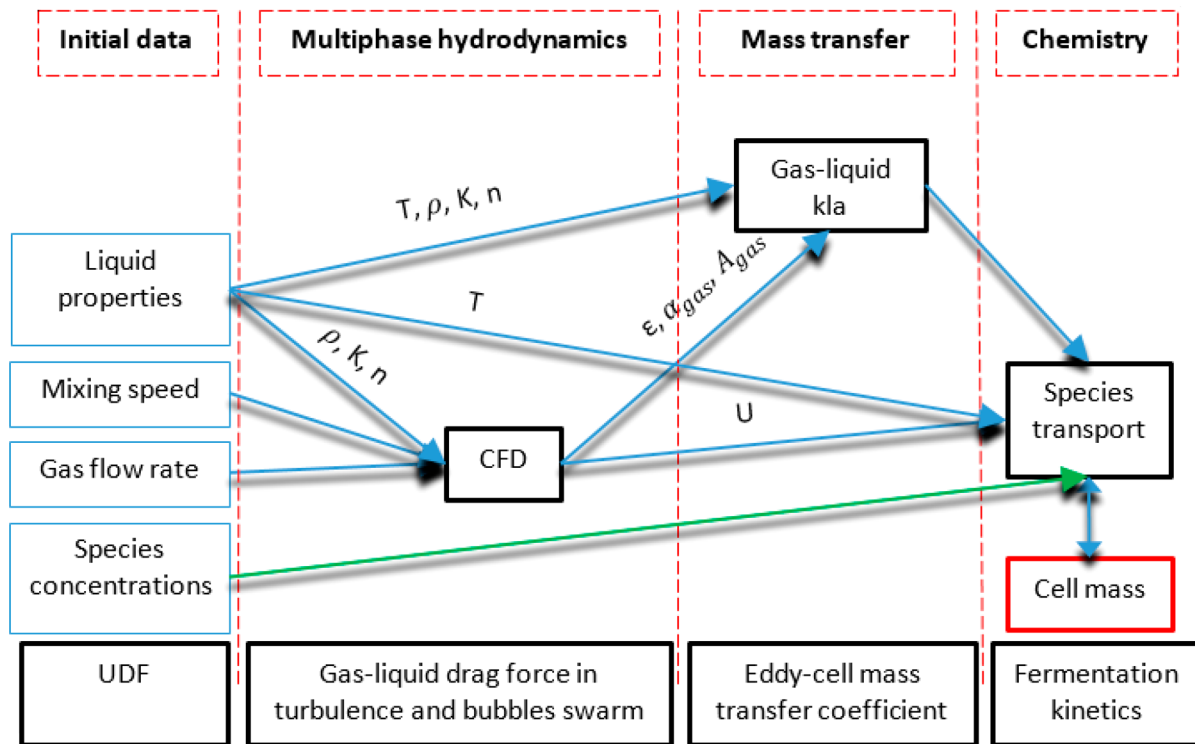 Initial data
Multiphase hydrodynamics
Mass transfer
Chemistry
Gas-liquid
kla
T, ρ, K, n
Liquid
properties
T
ε, α_gas, A_gas
ρ, K, n
Mixing speed
Species
transport
U
CFD
Gas flow rate
Species
concentrations
Cell mass
UDF
Gas-liquid drag force in
turbulence and bubbles swarm
Eddy-cell mass
transfer coefficient
Fermentation
kinetics